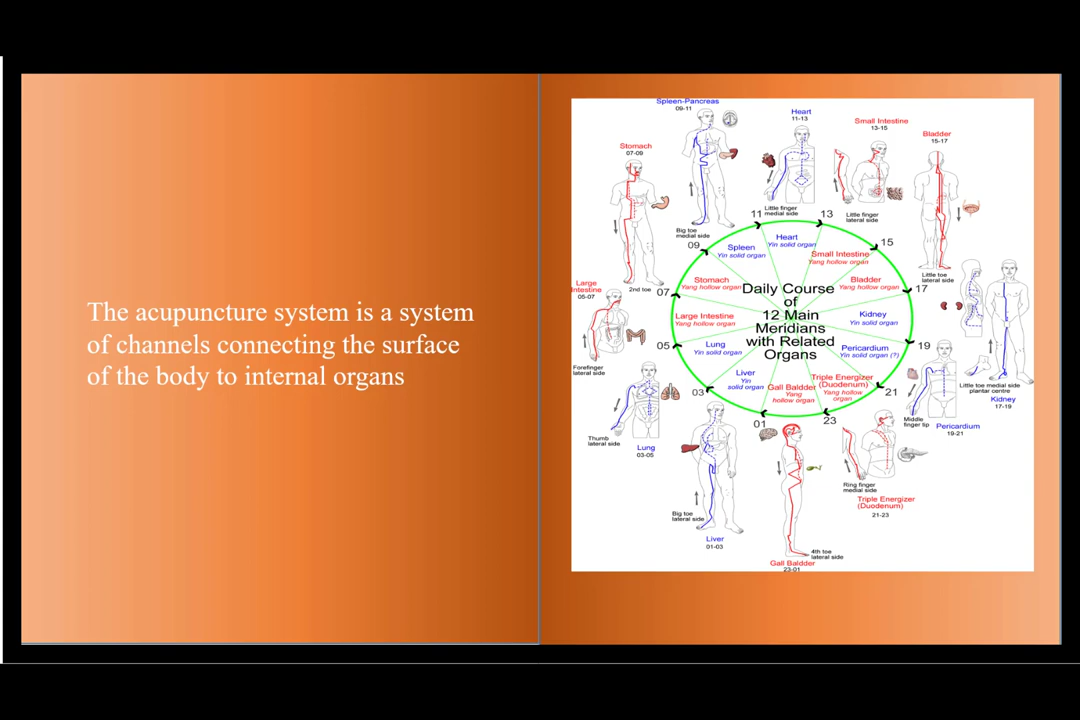 The acupuncture system is a system
of channels connecting the surface
of the body to internal organs
Spleen-Pancreas
09-11
Heart
11-13
Small Intestine
13-15
Bladder
15-17
Stomach
07-09
Little finger
medial side
Little finger
lateral side
Big toe
medial side
Little toe
lateral side
2nd toe
Large
Intestine
05-07
Forefinger
lateral side
11
13
09
15
07
17
05
19
03
21
01
23
Heart
Yin solid organ
Spleen
Yin solid organ
Small Intestine
Yang hollow organ
Stomach
Yang hollow organ
Bladder
Yang hollow organ
Large Intestine
Yang hollow organ
Kidney
Yin solid organ
Lung
Yin solid organ
Pericardium
Yin solid organ (?)
Liver
Yin
solid organ
Gall Baldder
Yang
hollow organ
Triple Energizer
(Duodenum)
Yang hollow
organ
Daily Course
of
12 Main
Meridians
with Related
Organs
Little toe medial side
plantar centre
Kidney
17-19
Middle
finger tip
Pericardium
19-21
Thumb
lateral side
Lung
03-05
Ring finger
medial side
Triple Energizer
(Duodenum)
21-23
Big toe
lateral side
Liver
01-03
4th toe
lateral side
Gall Baldder
23-01